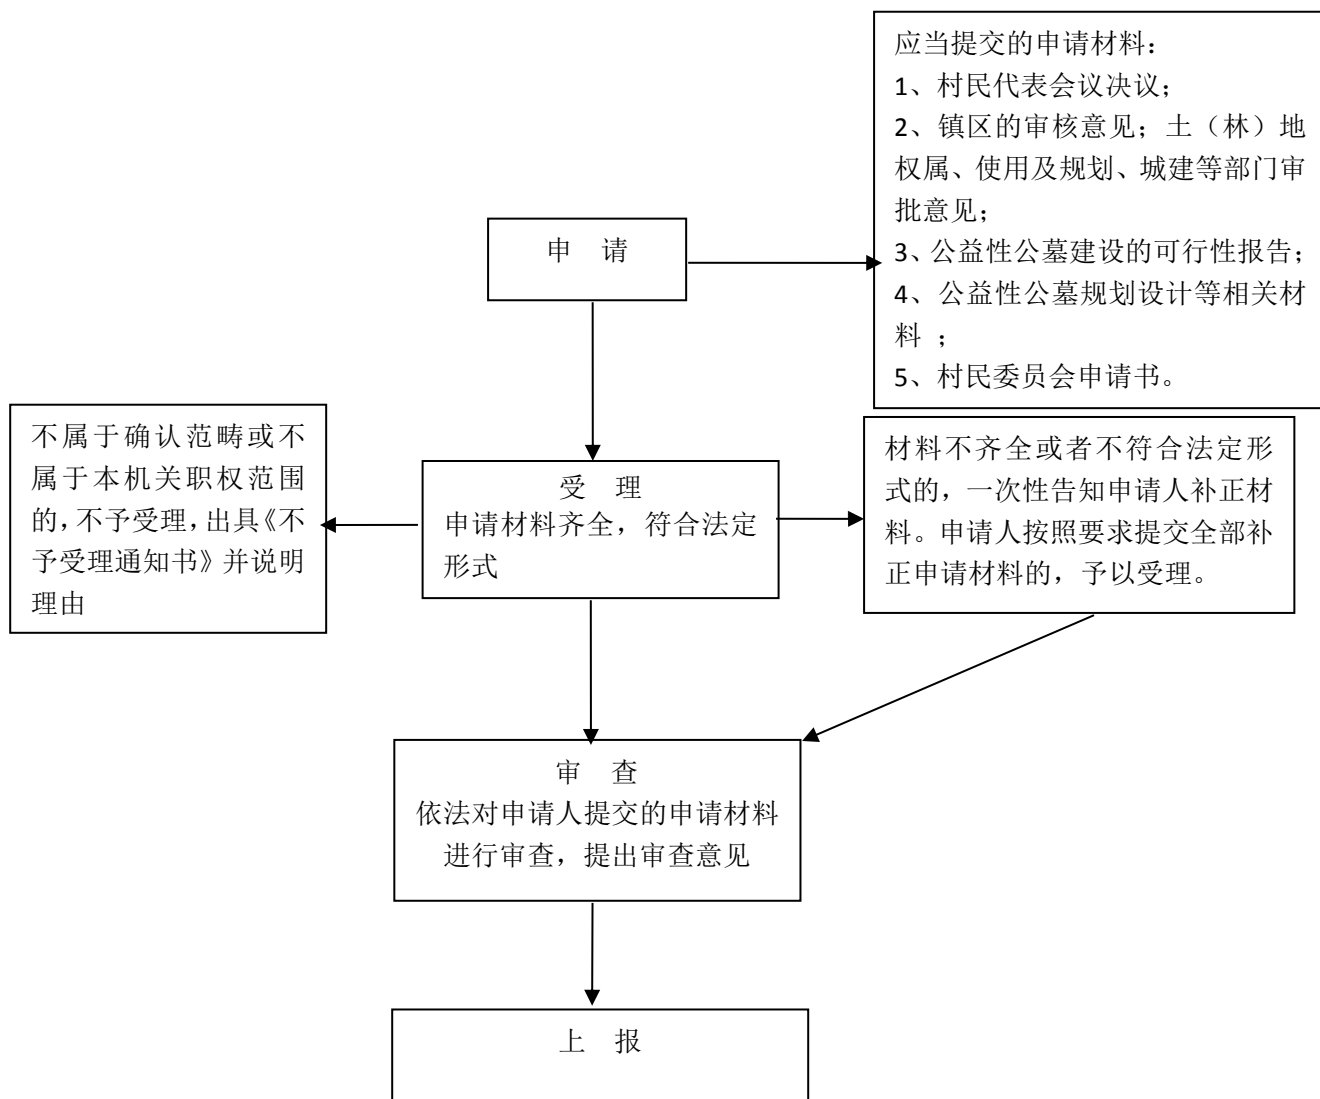 应当提交的申请材料：
1、村民代表会议决议；
2、镇区的审核意见；土（林）地
权属、使用及规划、城建等部门审
批意见；
3、公益性公墓建设的可行性报告；
4、公益性公墓规划设计等相关材
料 ；
5、村民委员会申请书。
申 请
不属于确认范畴或不
属于本机关职权范围
的，不予受理，出具《不
予受理通知书》并说明
理由
受 理
申请材料齐全，符合法定
形式
材料不齐全或者不符合法定形
式的，一次性告知申请人补正材
料。申请人按照要求提交全部补
正申请材料的，予以受理。
审 查
依法对申请人提交的申请材料
进行审查，提出审查意见
上 报